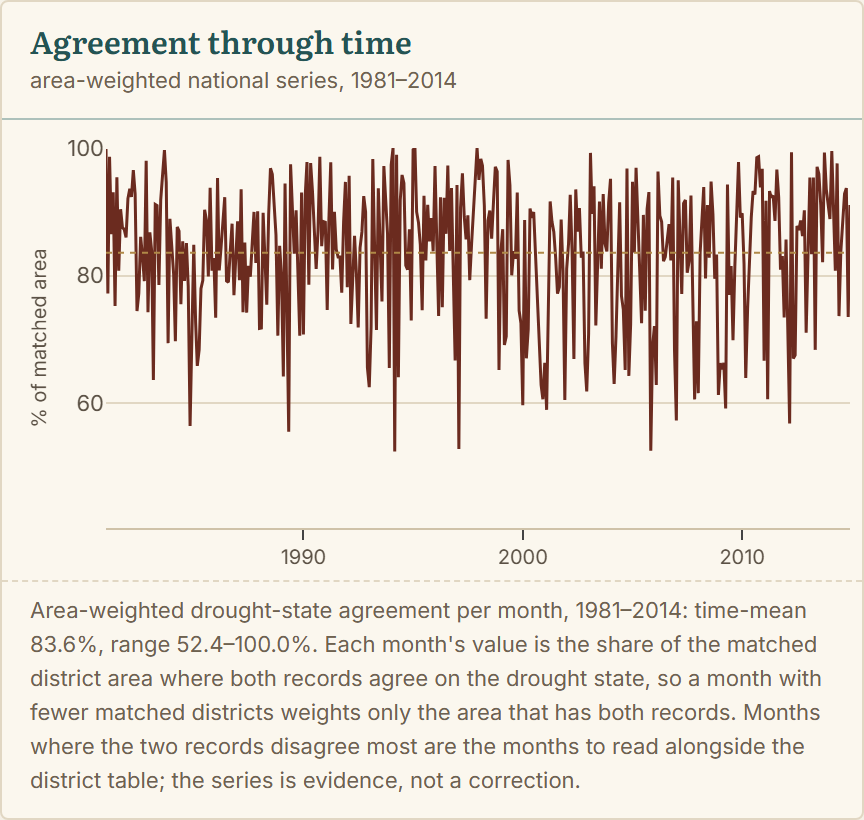 Agreement through time
area-weighted national series, 1981–2014
100
80
60
% of matched area
1990
2000
2010
Area-weighted drought-state agreement per month, 1981–2014: time-mean
83.6%, range 52.4–100.0%. Each month's value is the share of the matched
district area where both records agree on the drought state, so a month with
fewer matched districts weights only the area that has both records. Months
where the two records disagree most are the months to read alongside the
district table; the series is evidence, not a correction.